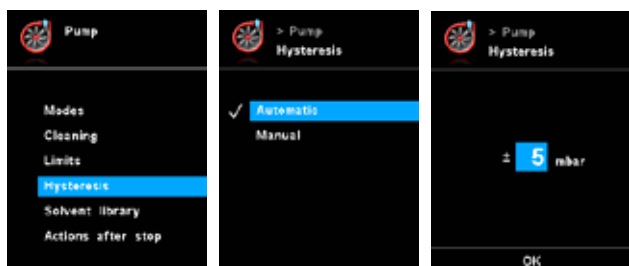 Pump
Modes
Cleaning
Limits
Hysteresis
Solvent library
Actions after stop
> Pump
Hysteresis
Automatic
Manual
> Pump
Hysteresis
± 5 mbar
OK